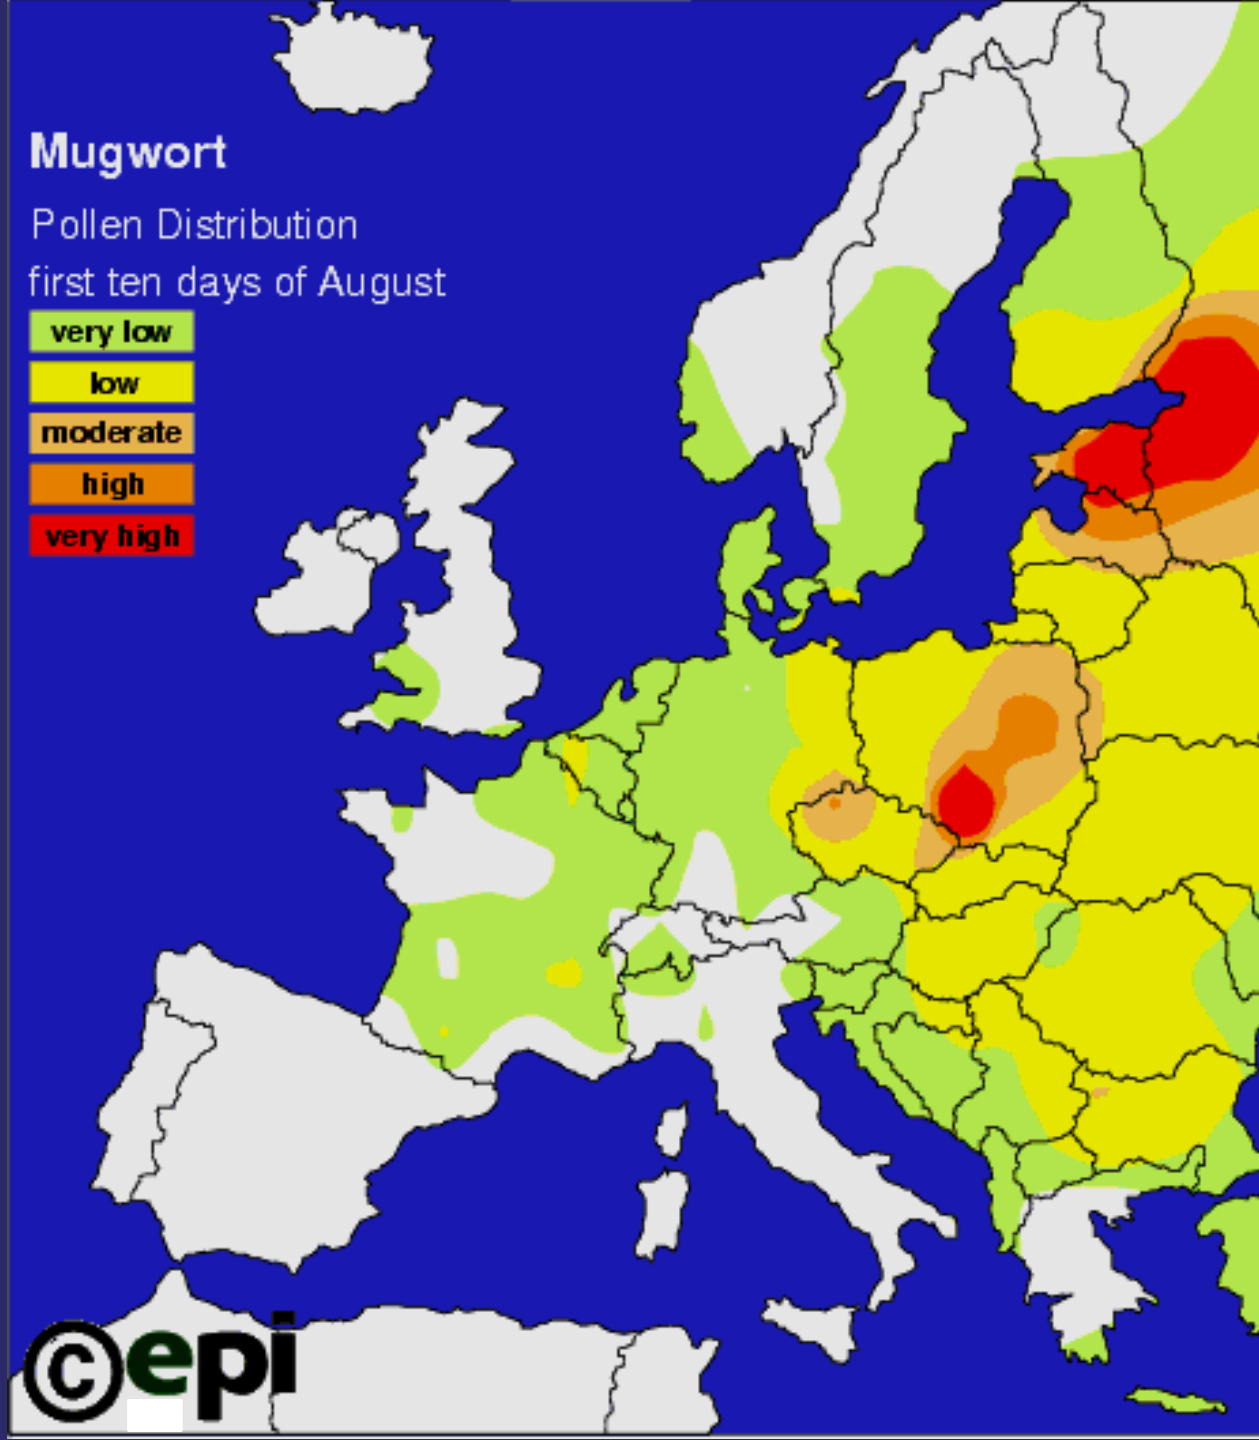 Mugwort
Pollen Distribution
first ten days of August
very low
low
moderate
high
very high
©epi